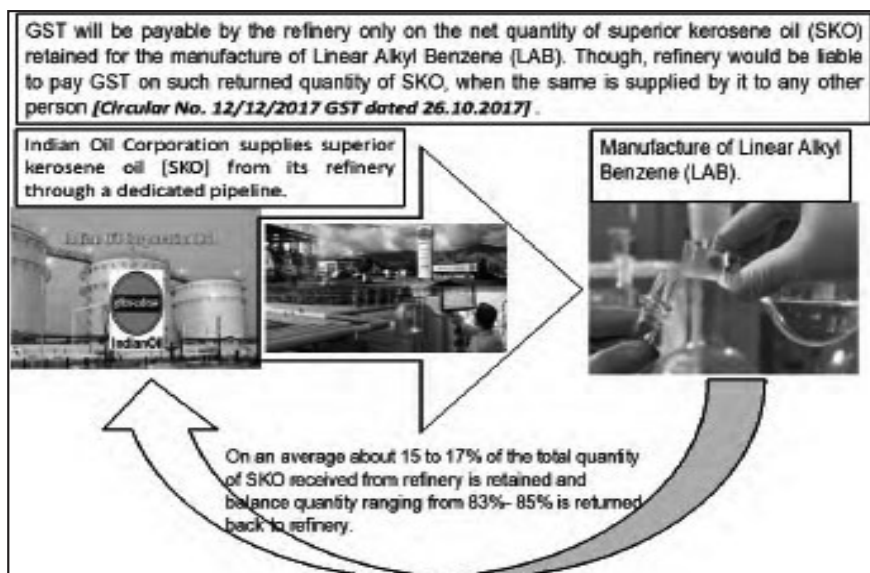 GST will be payable by the refinery only on the net quantity of superior kerosene oil (SKO)
retained for the manufacture of Linear Alkyl Benzene (LAB). Though, refinery would be liable
to pay GST on such returned quantity of SKO, when the same is supplied by it to any other
person [Circular No. 12/12/2017 GST dated 26.10.2017] .
Indian Oil Corporation supplies superior
kerosene oil [SKO] from its refinery
through a dedicated pipeline.
Manufacture of Linear Alkyl
Benzene (LAB).
IndianOil
On an average about 15 to 17% of the total quantity
of SKO received from refinery is retained and
balance quantity ranging from 83%- 85% is returned
back to refinery.